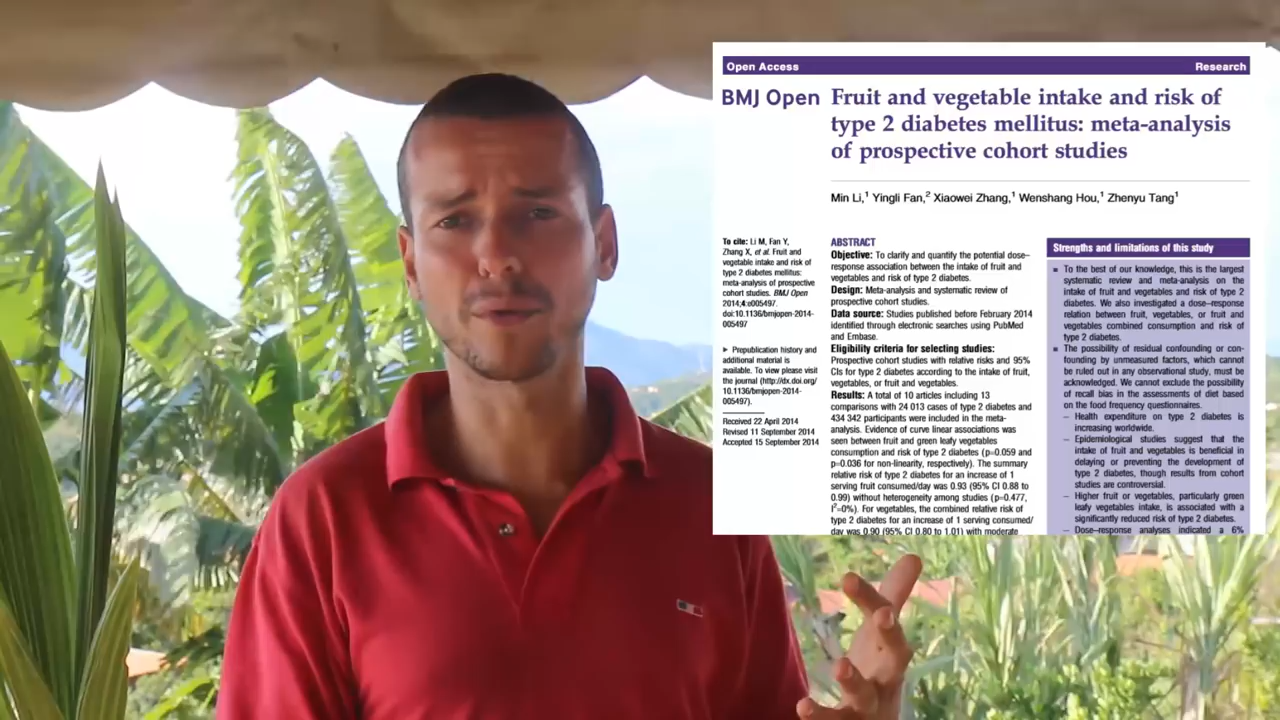 Open Access
Research
BMJ Open
Fruit and vegetable intake and risk of
type 2 diabetes mellitus: meta-analysis
of prospective cohort studies
Min Li,1 Yingli Fan,2 Xiaowei Zhang,1 Wenshang Hou,1 Zhenyu Tang1
To cite: Li M, Fan Y,
Zhang X, et al. Fruit and
vegetable intake and risk of
type 2 diabetes mellitus:
meta-analysis of prospective
cohort studies. BMJ Open
2014;4:e005497.
doi:10.1136/bmjopen-2014-
005497
► Prepublication history and
additional material is
available. To view please visit
the journal (http://dx.doi.org/
10.1136/bmjopen-2014-
005497).
Received 22 April 2014
Revised 11 September 2014
Accepted 15 September 2014
ABSTRACT
Objective: To clarify and quantify the potential dose–
response association between the intake of fruit and
vegetables and risk of type 2 diabetes.
Design: Meta-analysis and systematic review of
prospective cohort studies.
Data source: Studies published before February 2014
identified through electronic searches using PubMed
and Embase.
Eligibility criteria for selecting studies:
Prospective cohort studies with relative risks and 95%
CIs for type 2 diabetes according to the intake of fruit,
vegetables, or fruit and vegetables.
Results: A total of 10 articles including 13
comparisons with 24 013 cases of type 2 diabetes and
434 342 participants were included in the meta-
analysis. Evidence of curve linear associations was
seen between fruit and green leafy vegetables
consumption and risk of type 2 diabetes (p=0.059 and
p=0.036 for non-linearity, respectively). The summary
relative risk of type 2 diabetes for an increase of 1
serving fruit consumed/day was 0.93 (95% CI 0.88 to
0.99) without heterogeneity among studies (p=0.477,
I2=0%). For vegetables, the combined relative risk of
type 2 diabetes for an increase of 1 serving consumed/
day was 0.90 (95% CI 0.80 to 1.01) with moderate
Strengths and limitations of this study
▪ To the best of our knowledge, this is the largest
systematic review and meta-analysis on the
intake of fruit and vegetables and risk of type 2
diabetes. We also investigated a dose–response
relation between fruit, vegetables, or fruit and
vegetables combined consumption and risk of
type 2 diabetes.
▪ The possibility of residual confounding or con-
founding by unmeasured factors, which cannot
be ruled out in any observational study, must be
acknowledged. We cannot exclude the possibility
of recall bias in the assessments of diet based
on the food frequency questionnaires.
– Health expenditure on type 2 diabetes is
increasing worldwide.
– Epidemiological studies suggest that the
intake of fruit and vegetables is beneficial in
delaying or preventing the development of
type 2 diabetes, though results from cohort
studies are controversial.
– Higher fruit or vegetables, particularly green
leafy vegetables intake, is associated with a
significantly reduced risk of type 2 diabetes.
– Dose–response analyses indicated a 6%